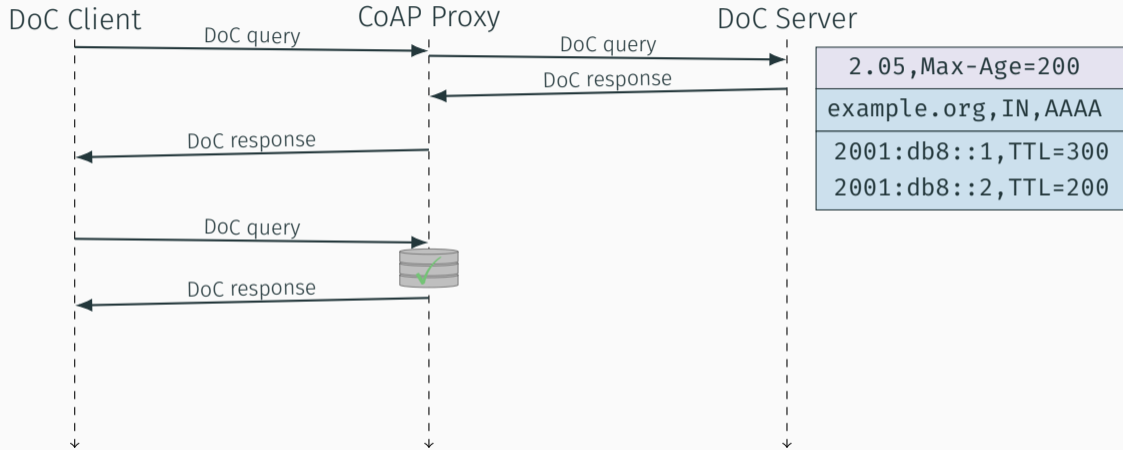 DoC Client
CoAP Proxy
DoC Server
DoC query
DoC query
DoC response
DoC response
DoC query
DoC response
2.05,Max-Age=200
example.org,IN,AAAA
2001:db8::1,TTL=300
2001:db8::2,TTL=200